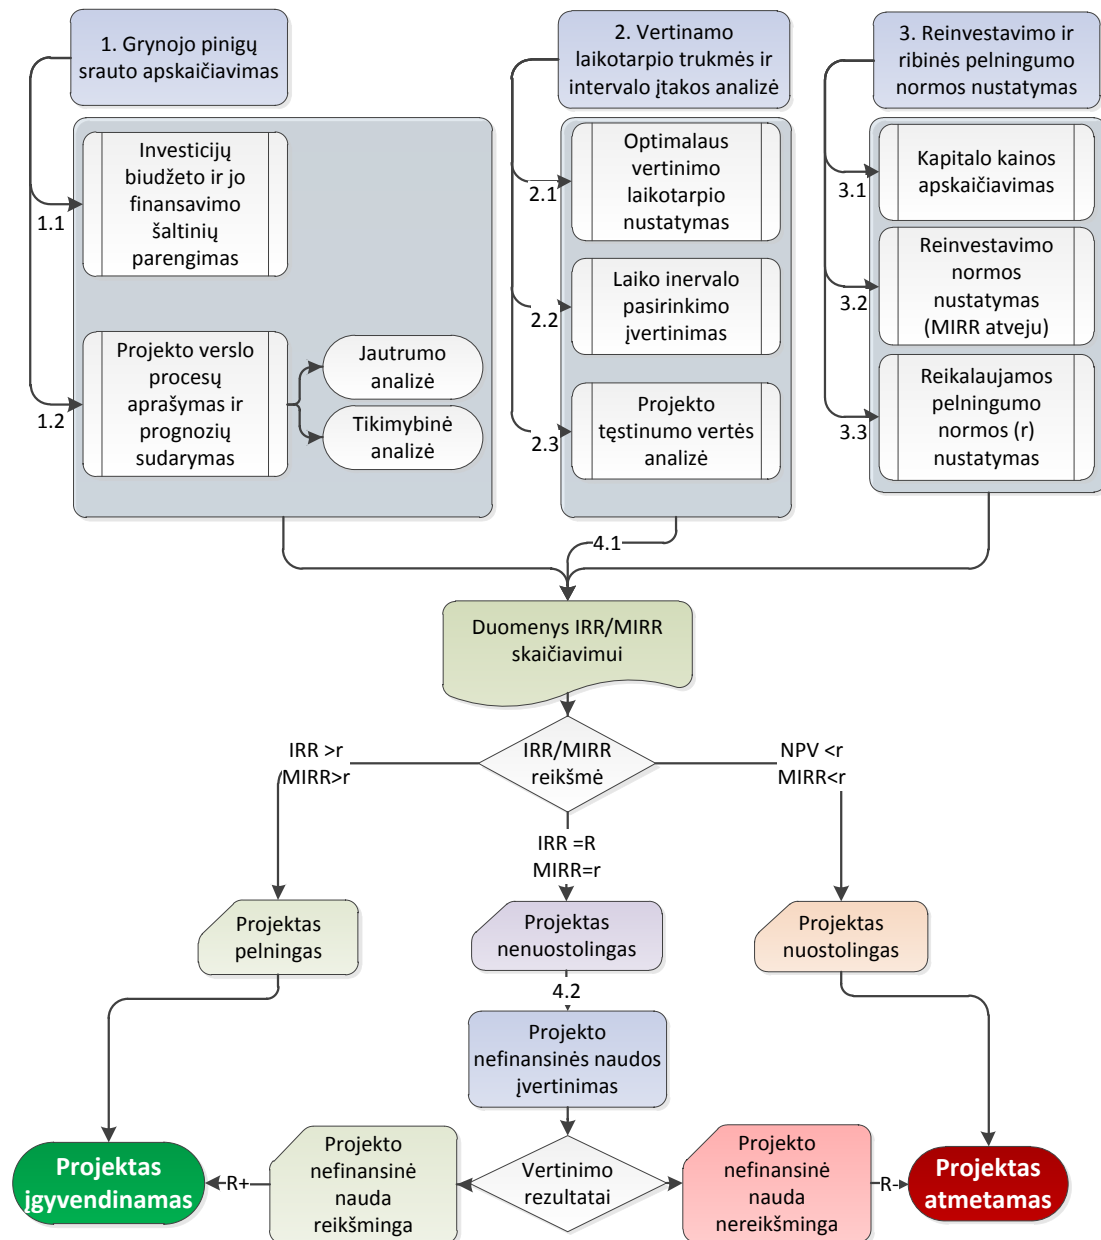 1. Grynojo pinigų
srauto apskaičiavimas
2. Vertinamo
laikotarpio trukmės ir
intervalo įtakos analizė
3. Reinvestavimo ir
ribinės pelningumo
normos nustatymas
1.1
Investicijų
biudžeto ir jo
finansavimo
šaltinių
parengimas
1.2
Projekto verslo
procesų
aprašymas ir
prognozių
sudarymas
Jautrumo
analizė
Tikimybinė
analizė
2.1
Optimalaus
vertinimo
laikotarpio
nustatymas
2.2
Laiko inervalo
pasirinkimo
įvertinimas
2.3
Projekto
tęstinumo vertės
analizė
3.1
Kapitalo kainos
apskaičiavimas
3.2
Reinvestavimo
normos
nustatymas
(MIRR atveju)
3.3
Reikalaujamos
pelningumo
normos (r)
nustatymas
4.1
Duomenys IRR/MIRR
skaičiavimui
IRR/MIRR
reikšmė
IRR >r
MIRR>r
NPV <r
MIRR<r
IRR =R
MIRR=r
Projektas
pelningas
Projektas
nenuostolingas
Projektas
nuostolingas
4.2
Projekto
nefinansinės naudos
įvertinimas
Vertinimo
rezultatai
Projekto
nefinansinė
nauda
reikšminga
Projekto
nefinansinė
nauda
nereikšminga
R+
R-
Projektas
įgyvendinamas
Projektas
atmetamas